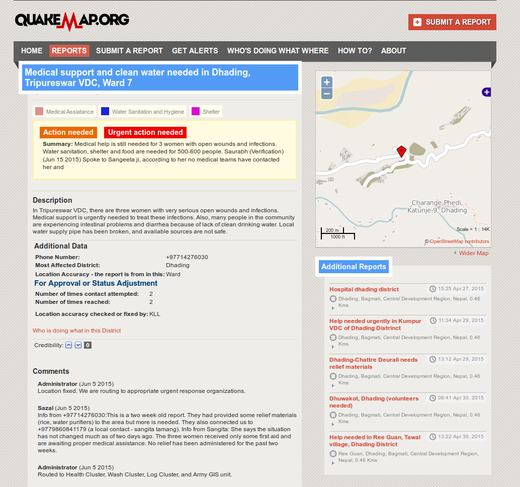 QUAKEMAP.ORG
SUBMIT A REPORT
HOME REPORTS SUBMIT A REPORT GET ALERTS WHO'S DOING WHAT WHERE HOW TO? ABOUT
Medical support and clean water needed in Dhading,
Tripureswar VDC, Ward 7
Medical Assistance Water Sanitation and Hygiene Shelter
Action needed Urgent action needed
Summary: Medical help is still needed for 3 women with open wounds and infections.
Water sanitation, shelter and food are needed for 500-600 people. Saurabh (Verification)
(Jun 15 2015) Spoke to Sangeeta ji, according to her no medical teams have contacted
her and
Description
In Tripureswar VDC, there are three women with very serious open wounds and infections.
Medical support is urgently needed to treat these infections. Also, many people in the community
are experiencing intestinal problems and diarrhea because of lack of clean drinking water. Local
water supply pipe has been broken, and available sources are not safe.
Additional Data
Phone Number: +97714276030
Most Affected District: Dhading
Location Accuracy - the report is from in this: Ward
For Approval or Status Adjustment
Number of times contact attempted: 2
Number of times reached: 2
Location accuracy checked or fixed by: KLL
Who is doing what in this District
Credibility: 0
Comments
Administrator (Jun 5 2015)
Location fixed. We are routing to appropriate urgent response organizations.
Sazal (Jun 5 2015)
Info from +97714276030:This is a two week old report. They had provided some relief materials
(rice, water purifiers) to the area but more is needed. They also connected us to
+9779860841179 (a local contact - sangita tamang). Info from Sangita: She says the situation
has not changed much as of two days ago. The three women received only some first aid and
are awaiting proper medical assistance. No relief has been administered for the past two
weeks.
Administrator (Jun 5 2015)
Routed to Health Cluster, Wash Cluster, Log Cluster, and Army GIS unit.
+
−
Charange Phedi,
Katunje-9, Dhading
200 m
1000 ft
Scale = 1 : 14K
© OpenStreetMap contributors
+ Wider Map
Additional Reports
Hospital dhading district 15:25 Apr 27, 2015
Dhading, Bagmati, Central Development Region, Nepal, 0.46
Kms
Help needed urgently in Kumpur 11:34 Apr 29, 2015
VDC of Dhading District
Dhading, Bagmati, Central Development Region, Nepal, 0.46
Kms
Dhading-Chattre Deurali needs 13:12 Apr 29, 2015
relief materials
Dhading, Bagmati, Central Development Region, Nepal, 0.46
Kms
Dhuwakot, Dhading (volunteers 08:41 Apr 30, 2015
needed)
Dhading, Bagmati, Central Development Region, Nepal, 0.46
Kms
Help needed in Ree Guan, Tawal 13:22 Apr 30, 2015
village, Dhading District
Ree Guan, Dhading, Bagmati, Central Development Region,
Nepal, 0.46 Kms